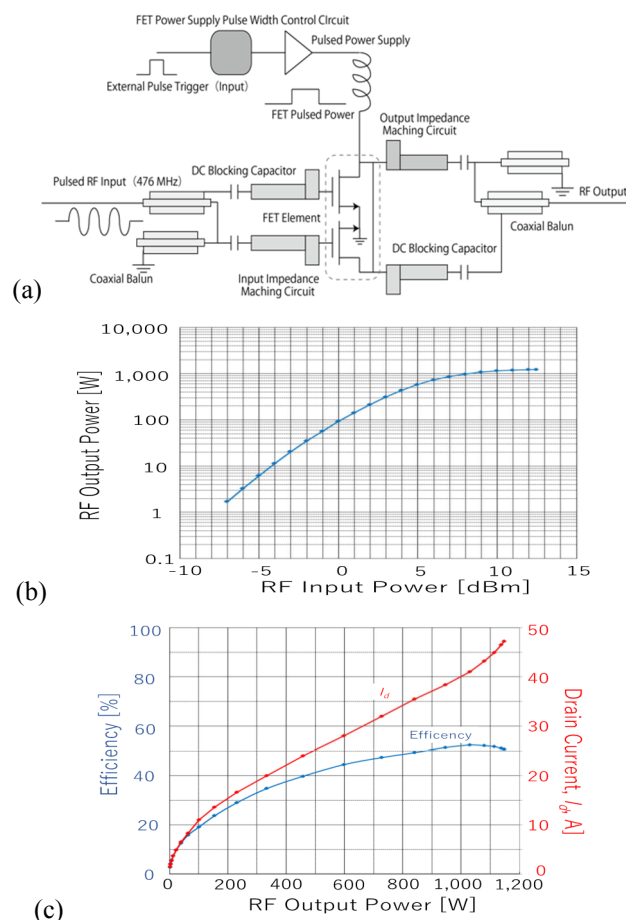 FET Power Supply Pulse Width Control CIrcuit
Pulsed Power Supply
External Pulse Trigger (Input)
FET Pulsed Power
Output Impedance
Maching Circuit
DC Blocking Capacitor
Pulsed RF Input (476 MHz)
RF Output
FET Element
Coaxial Balun
DC Blocking Capacitor
Coaxial Balun
Input Impedance
Maching Circuit
(a)
10,000
1,000
100
10
1
0.1
RF Output Power [W]
-10
-5
0
5
10
15
RF Input Power [dBm]
(b)
100
80
60
40
20
0
Efficiency [%]
50
40
30
20
10
0
Drain Current, Id, A]
Id
Efficency
0
200
400
600
800
1,000
1,200
RF Output Power [W]
(c)